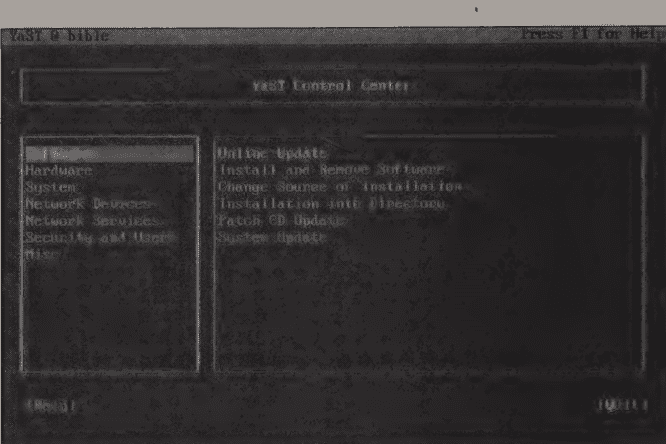 YaST @ bible Press F1 for Help
YaST Control Center
Hardware
System
Network Devices
Network Services
Security and Users
Misc
Online Update
Install and Remove Software
Change Source of Installation
Installation into Directory
Patch CD Update
System Update
[Help]
[Quit]